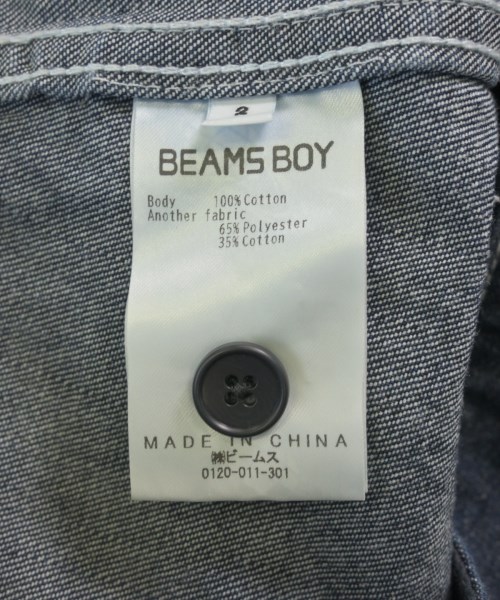 2
BEAMS BOY
Body 100% Cotton
Another fabric
65% Polyester
35% Cotton
MADE IN CHINA
㈱ビームス
0120-011-301